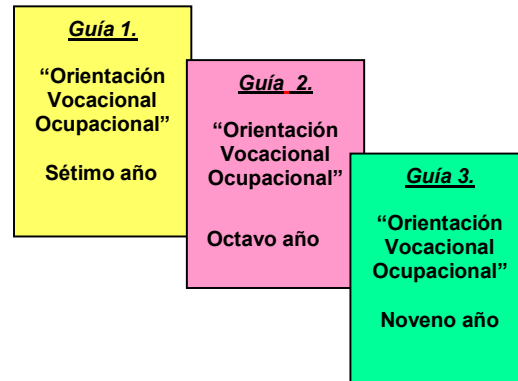 Guía 1.
“Orientación
Vocacional
Ocupacional”
Sétimo año
Guía 2.
“Orientación
Vocacional
Ocupacional”
Octavo año
Guía 3.
“Orientación
Vocacional
Ocupacional”
Noveno año